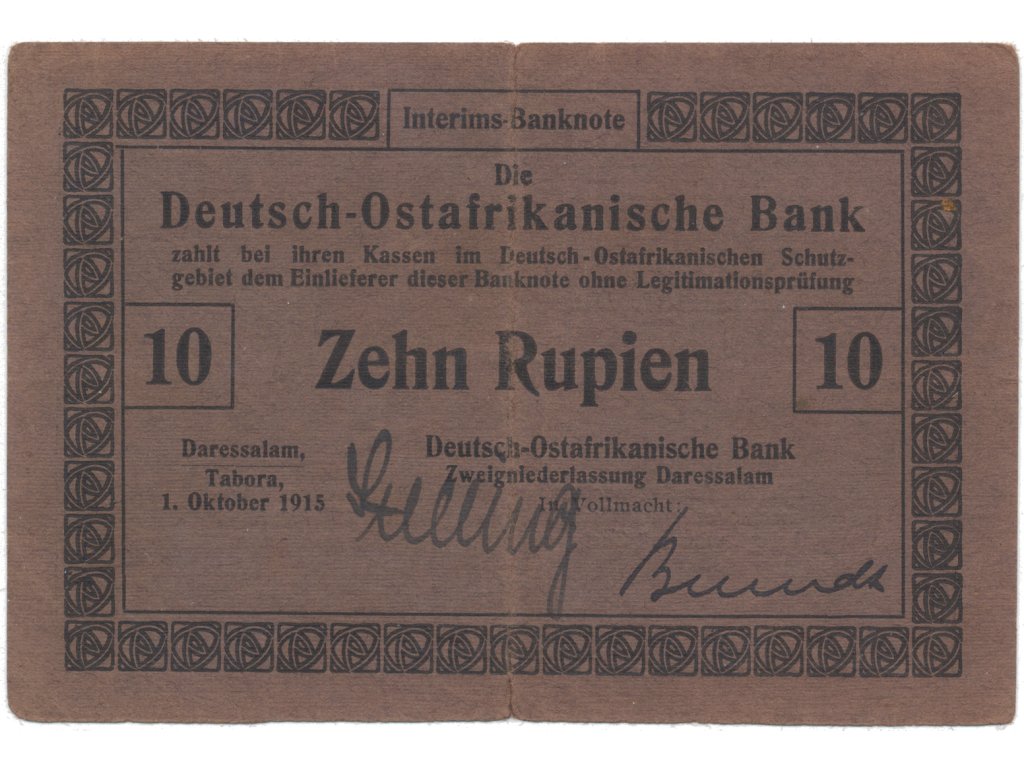 Interims-Banknote
Die
Deutsch-Ostafrikanische Bank
zahlt bei ihren Kassen im Deutsch-Ostafrikanischen Schutz-
gebiet dem Einlieferer dieser Banknote ohne Legitimationsprüfung
10 Zehn Rupien 10
Daressalam,
Tabora,
1. Oktober 1915
Deutsch-Ostafrikanische Bank
Zweigniederlassung Daressalam
In Vollmacht: